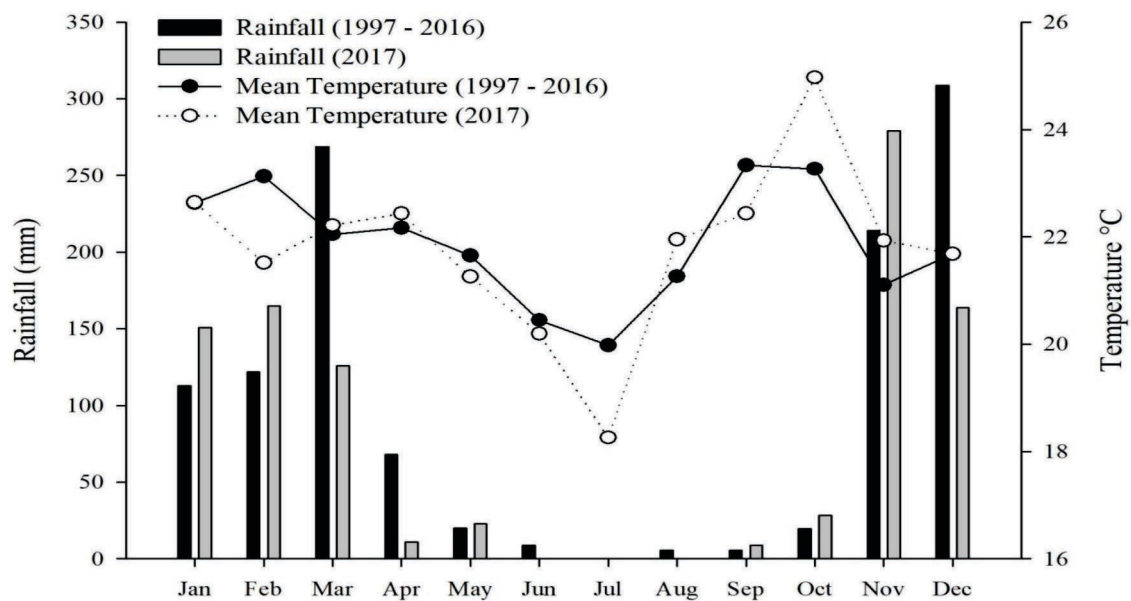 Rainfall (1997 - 2016)
Rainfall (2017)
Mean Temperature (1997 - 2016)
Mean Temperature (2017)
350
300
250
200
150
100
50
0
Rainfall (mm)
26
24
22
20
18
16
Temperature °C
Jan Feb Mar Apr May Jun Jul Aug Sep Oct Nov Dec